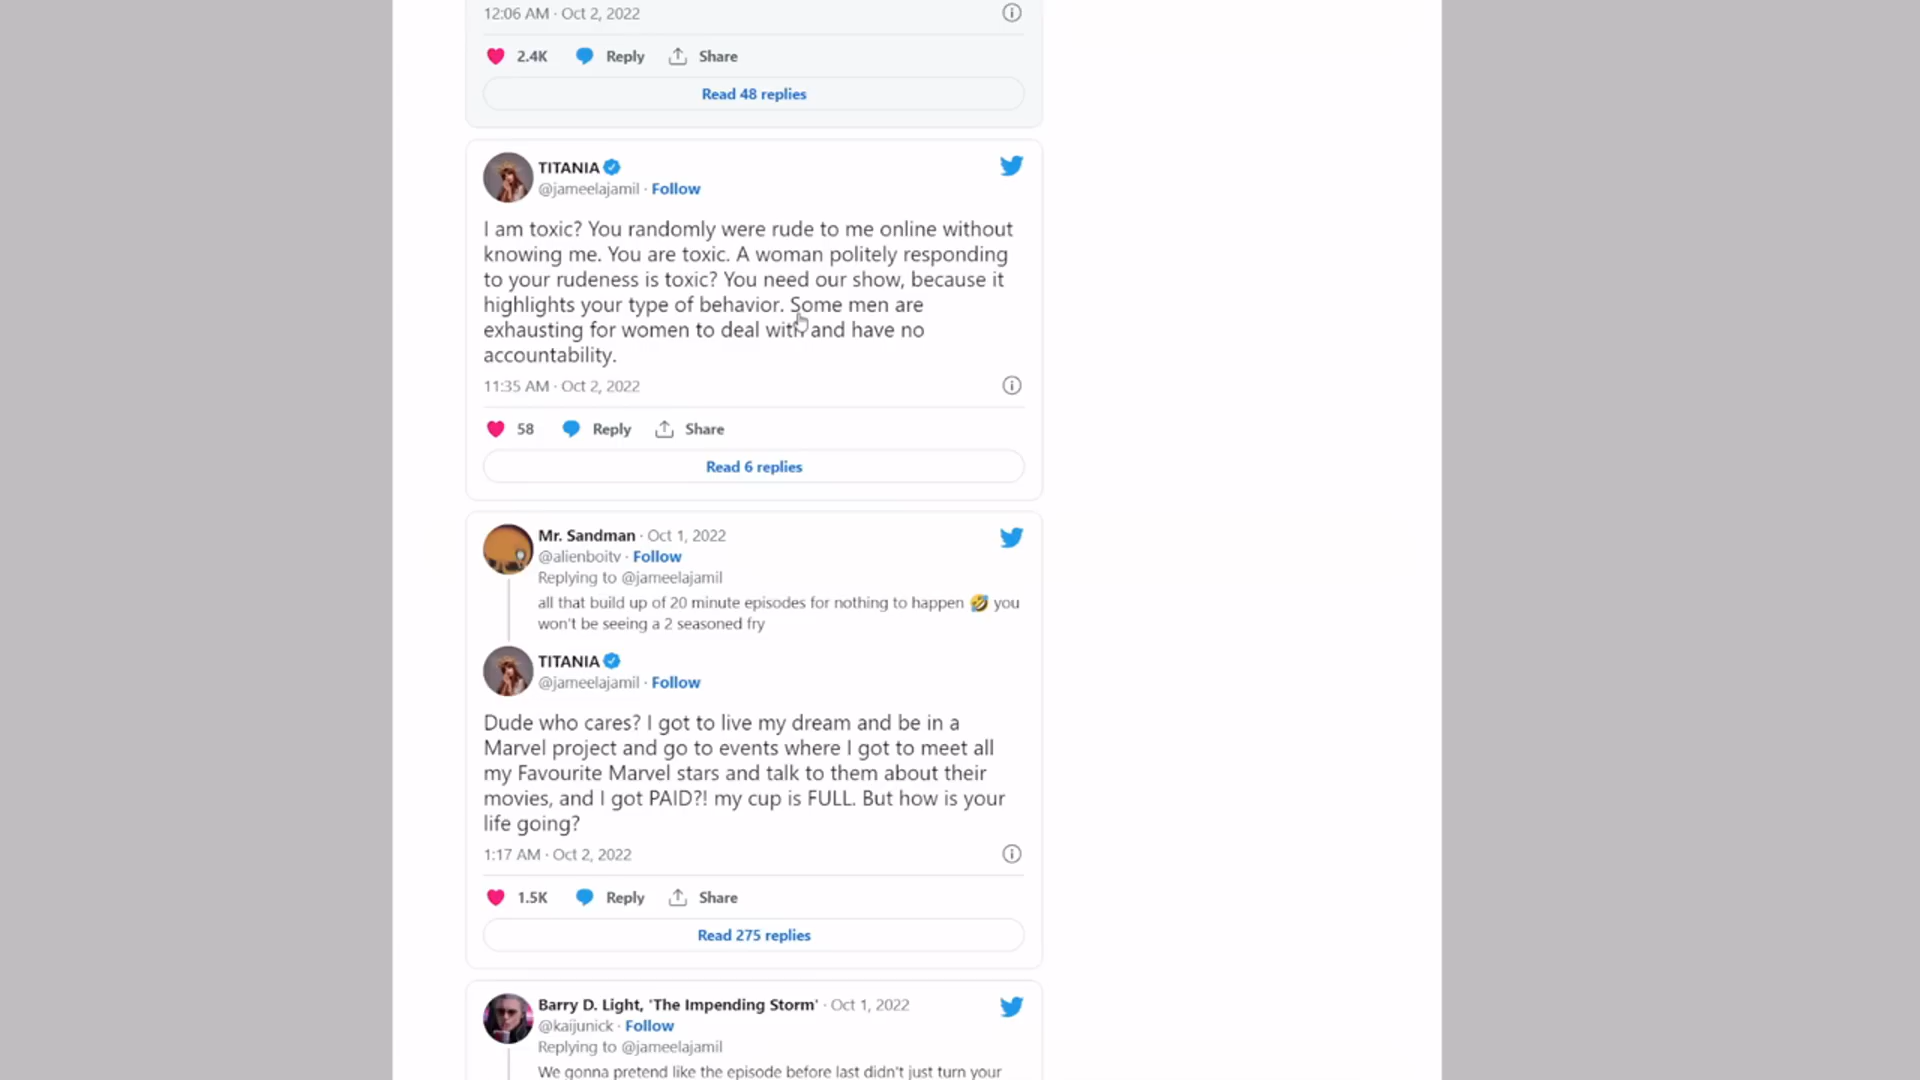 12:06 AM · Oct 2, 2022
2.4K Reply Share
Read 48 replies
TITANIA
@jameelajamil · Follow
I am toxic? You randomly were rude to me online without
knowing me. You are toxic. A woman politely responding
to your rudeness is toxic? You need our show, because it
highlights your type of behavior. Some men are
exhausting for women to deal with and have no
accountability.
11:35 AM · Oct 2, 2022
58 Reply Share
Read 6 replies
Mr. Sandman · Oct 1, 2022
@alienboitv · Follow
Replying to @jameelajamil
all that build up of 20 minute episodes for nothing to happen 🤣 you
won't be seeing a 2 seasoned fry
TITANIA
@jameelajamil · Follow
Dude who cares? I got to live my dream and be in a
Marvel project and go to events where I got to meet all
my Favourite Marvel stars and talk to them about their
movies, and I got PAID?! my cup is FULL. But how is your
life going?
1:17 AM · Oct 2, 2022
1.5K Reply Share
Read 275 replies
Barry D. Light, 'The Impending Storm' · Oct 1, 2022
@kaijunick · Follow
Replying to @jameelajamil
We gonna pretend like the episode before last didn't just turn your